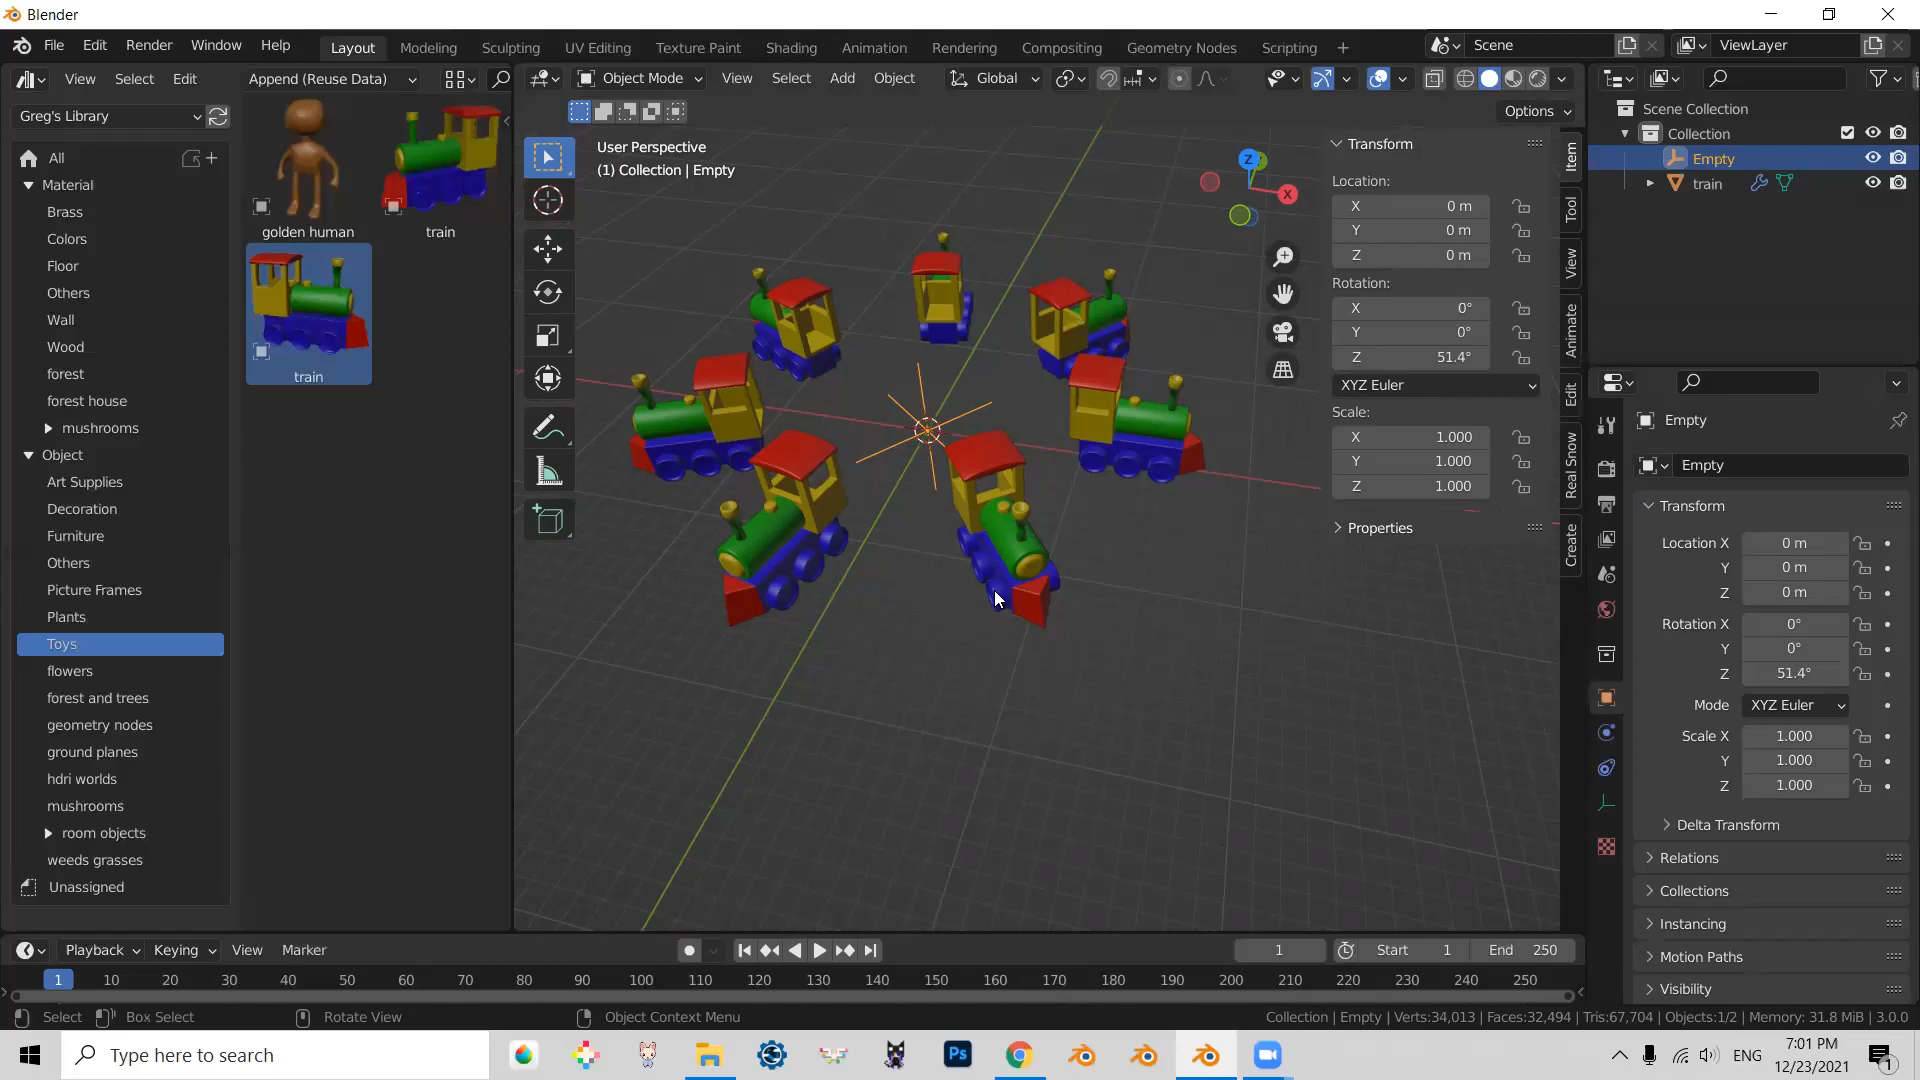 Blender
File Edit Render Window Help Layout Modeling Sculpting UV Editing Texture Paint Shading Animation Rendering Compositing Geometry Nodes Scripting + Scene ViewLayer
View Select Edit Append (Reuse Data) Object Mode View Select Add Object Global
Greg's Library
Options
All
Material
Brass
Colors
Floor
Others
Wall
Wood
forest
forest house
mushrooms
Object
Art Supplies
Decoration
Furniture
Others
Picture Frames
Plants
Toys
flowers
forest and trees
geometry nodes
ground planes
hdri worlds
mushrooms
room objects
weeds grasses
Unassigned
golden human
train
train
User Perspective
(1) Collection | Empty
Z
X
Transform
Location:
X 0 m
Y 0 m
Z 0 m
Rotation:
X 0°
Y 0°
Z 51.4°
XYZ Euler
Scale:
X 1.000
Y 1.000
Z 1.000
Properties
Item
Tool
View
Animate
Edit
Real Snow
Create
Scene Collection
Collection
Empty
train
Empty
Empty
Transform
Location X 0 m
Y 0 m
Z 0 m
Rotation X 0°
Y 0°
Z 51.4°
Mode XYZ Euler
Scale X 1.000
Y 1.000
Z 1.000
Delta Transform
Relations
Collections
Instancing
Motion Paths
Visibility
Playback Keying View Marker 1 Start 1 End 250
1 10 20 30 40 50 60 70 80 90 100 110 120 130 140 150 160 170 180 190 200 210 220 230 240 250
Select Box Select Rotate View Object Context Menu Collection | Empty | Verts:34,013 | Faces:32,494 | Tris:67,704 | Objects:1/2 | Memory: 31.8 MiB | 3.0.0
Type here to search Ps ENG 7:01 PM
12/23/2021 1